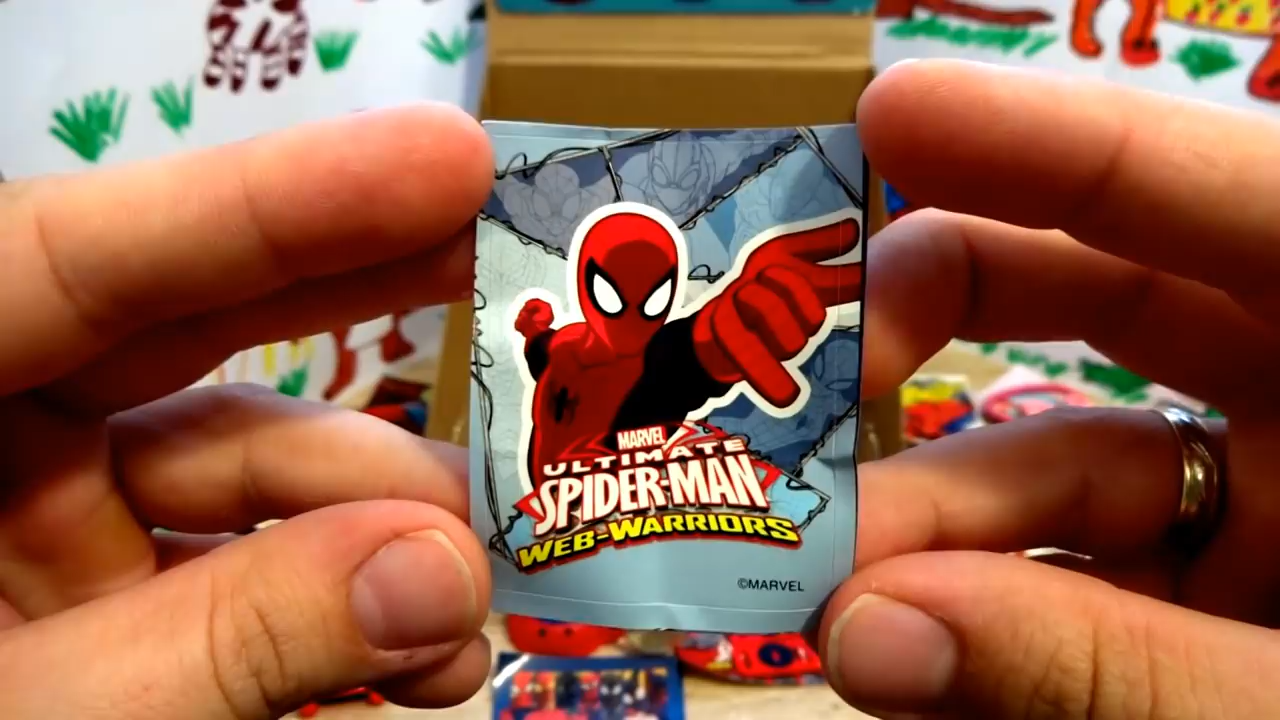 MARVEL
ULTIMATE
SPIDER-MAN
WEB-WARRIORS
©MARVEL